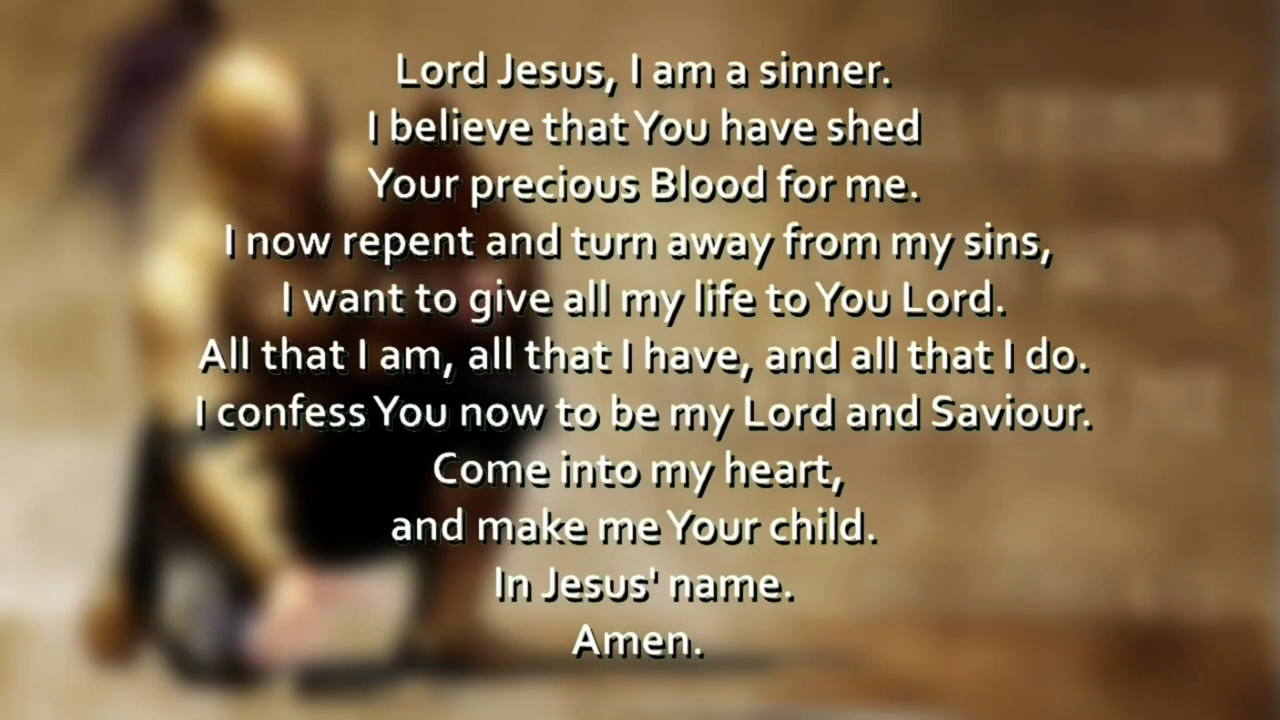 Lord Jesus, I am a sinner.
I believe that You have shed
Your precious Blood for me.
I now repent and turn away from my sins,
I want to give all my life to You Lord.
All that I am, all that I have, and all that I do.
I confess You now to be my Lord and Saviour.
Come into my heart,
and make me Your child.
In Jesus' name.
Amen.